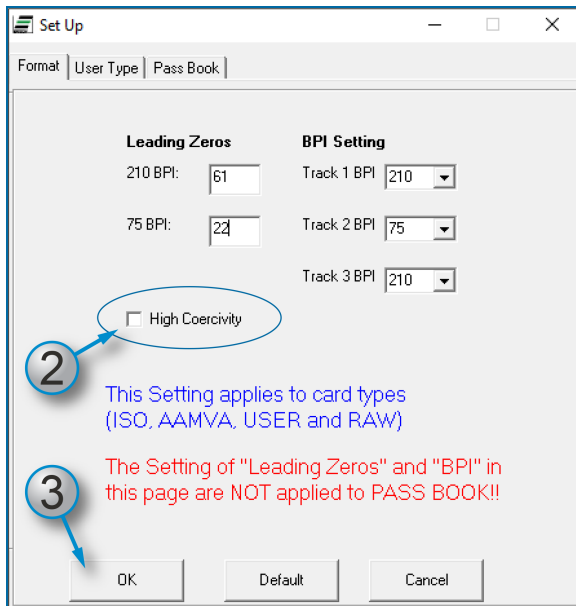 Set Up
Format User Type Pass Book
Leading Zeros BPI Setting
210 BPI: 61 Track 1 BPI 210
75 BPI: 22 Track 2 BPI 75
Track 3 BPI 210
High Coercivity
2
This Setting applies to card types
(ISO, AAMVA, USER and RAW)
The Setting of "Leading Zeros" and "BPI" in
this page are NOT applied to PASS BOOK!!
3
OK Default Cancel